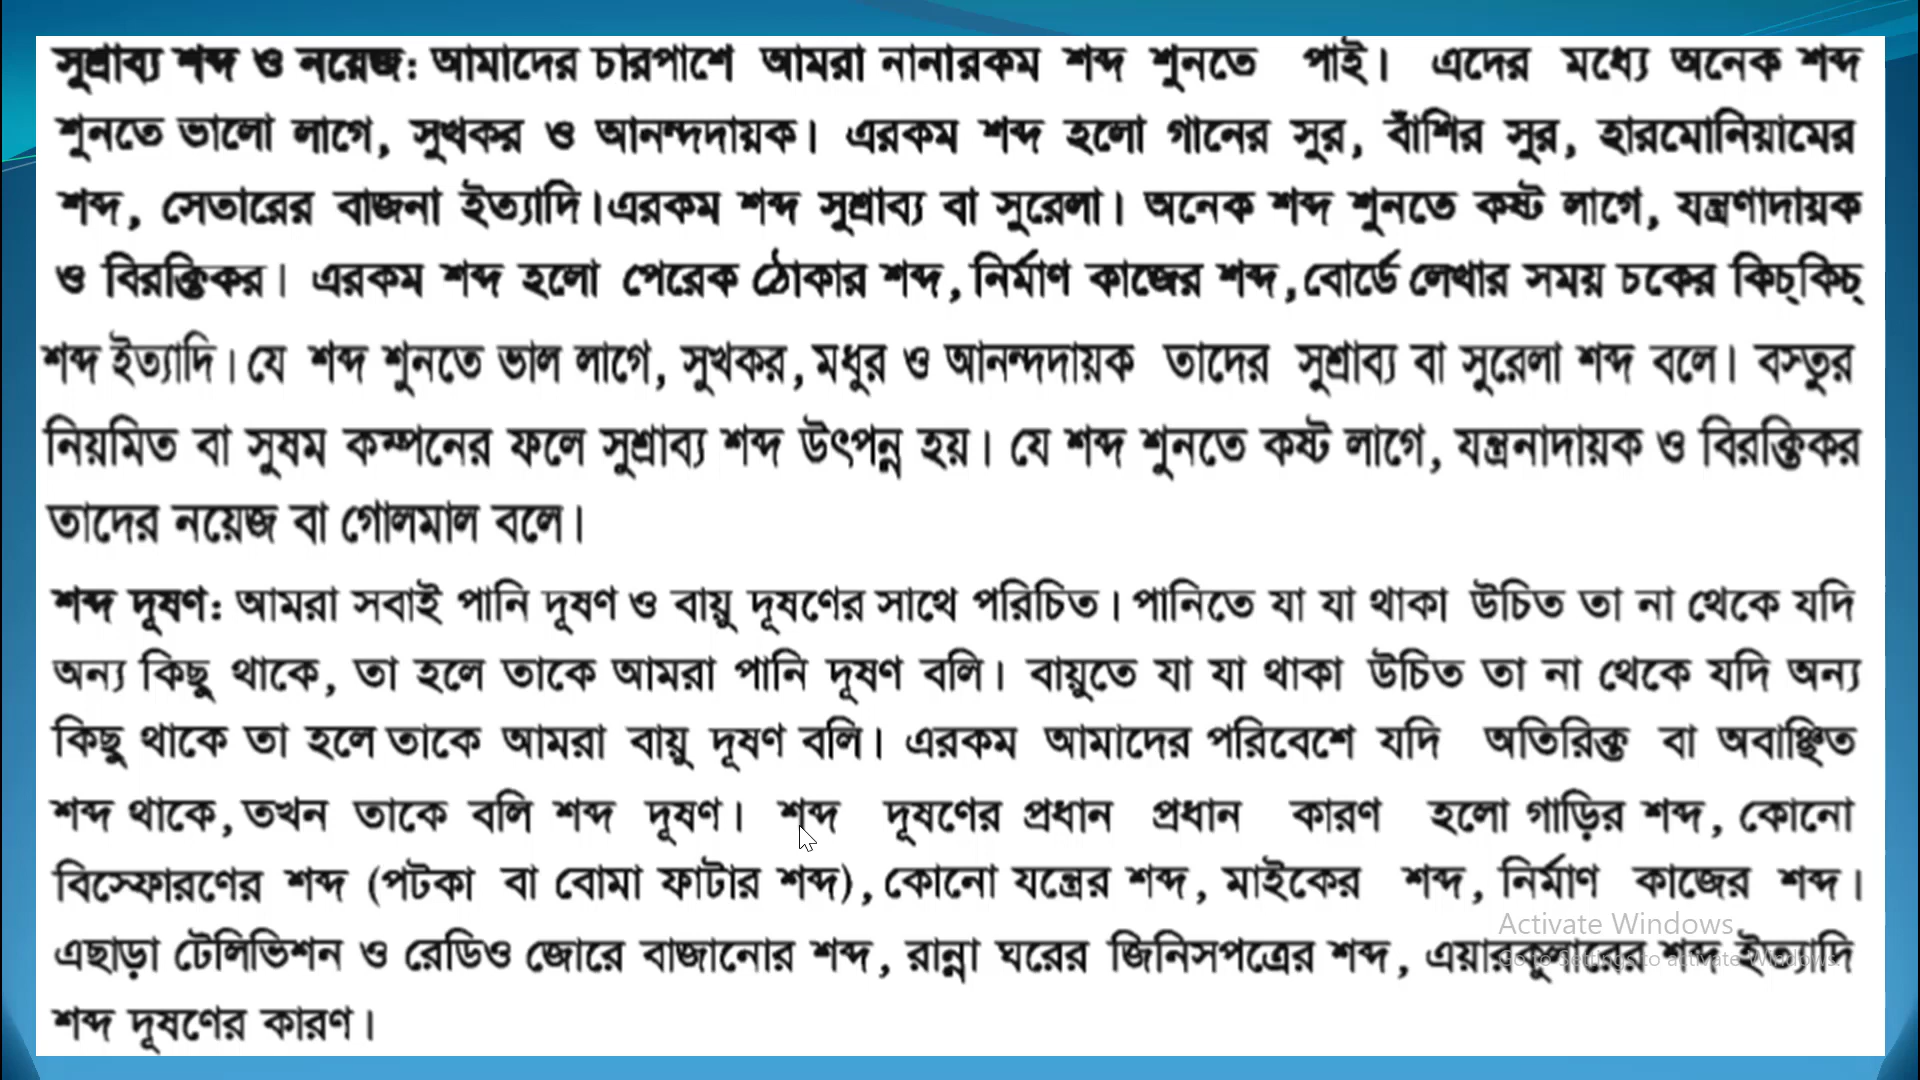 সুশ্রাব্য শব্দ ও নয়েজ: আমাদের চারপাশে আমরা নানারকম শব্দ শুনতে পাই। এদের মধ্যে অনেক শব্দ
শুনতে ভালো লাগে, সুখকর ও আনন্দদায়ক। এরকম শব্দ হলো গানের সুর, বাঁশির সুর, হারমোনিয়ামের
শব্দ, সেতারের বাজনা ইত্যাদি।এরকম শব্দ সুশ্রাব্য বা সুরেলা। অনেক শব্দ শুনতে কষ্ট লাগে, যন্ত্রণাদায়ক
ও বিরক্তিকর। এরকম শব্দ হলো পেরেক ঠোকার শব্দ, নির্মাণ কাজের শব্দ, বোর্ডে লেখার সময় চকের কিচ্‌কিচ্
শব্দ ইত্যাদি। যে শব্দ শুনতে ভাল লাগে, সুখকর, মধুর ও আনন্দদায়ক তাদের সুশ্রাব্য বা সুরেলা শব্দ বলে। বস্তুর
নিয়মিত বা সুষম কম্পনের ফলে সুশ্রাব্য শব্দ উৎপন্ন হয়। যে শব্দ শুনতে কষ্ট লাগে, যন্ত্রনাদায়ক ও বিরক্তিকর
তাদের নয়েজ বা গোলমাল বলে।
শব্দ দূষণ: আমরা সবাই পানি দূষণ ও বায়ু দূষণের সাথে পরিচিত। পানিতে যা যা থাকা উচিত তা না থেকে যদি
অন্য কিছু থাকে, তা হলে তাকে আমরা পানি দূষণ বলি। বায়ুতে যা যা থাকা উচিত তা না থেকে যদি অন্য
কিছু থাকে তা হলে তাকে আমরা বায়ু দূষণ বলি। এরকম আমাদের পরিবেশে যদি অতিরিক্ত বা অবাঞ্ছিত
শব্দ থাকে, তখন তাকে বলি শব্দ দূষণ। শব্দ দূষণের প্রধান প্রধান কারণ হলো গাড়ির শব্দ, কোনো
বিস্ফোরণের শব্দ (পটকা বা বোমা ফাটার শব্দ), কোনো যন্ত্রের শব্দ, মাইকের শব্দ, নির্মাণ কাজের শব্দ।
Activate Windows
এছাড়া টেলিভিশন ও রেডিও জোরে বাজানোর শব্দ, রান্না ঘরের জিনিসপত্রের শব্দ, এয়ারকুলারের শব্দ ইত্যাদি
Go to Settings to activate Windows.
শব্দ দূষণের কারণ।